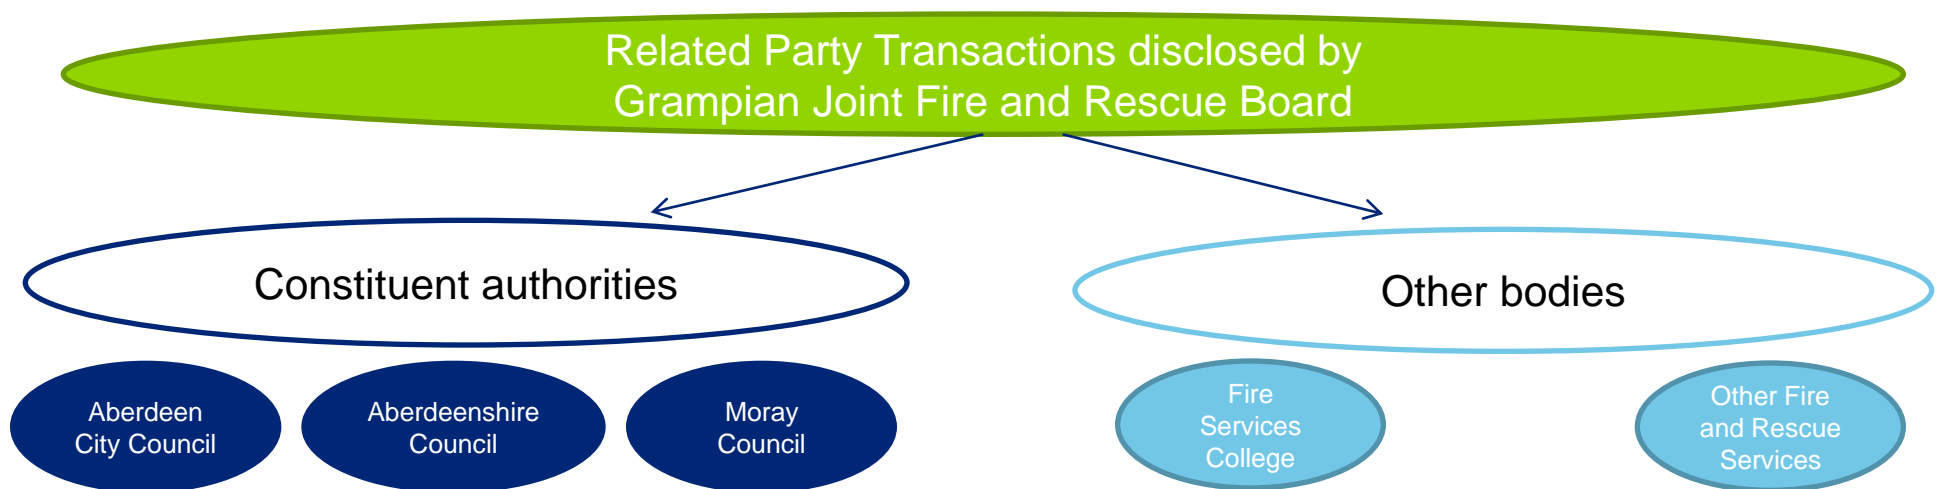 Related Party Transactions disclosed by
Grampian Joint Fire and Rescue Board
Constituent authorities
Other bodies
Aberdeen
City Council
Aberdeenshire
Council
Moray
Council
Fire
Services
College
Other Fire
and Rescue
Services